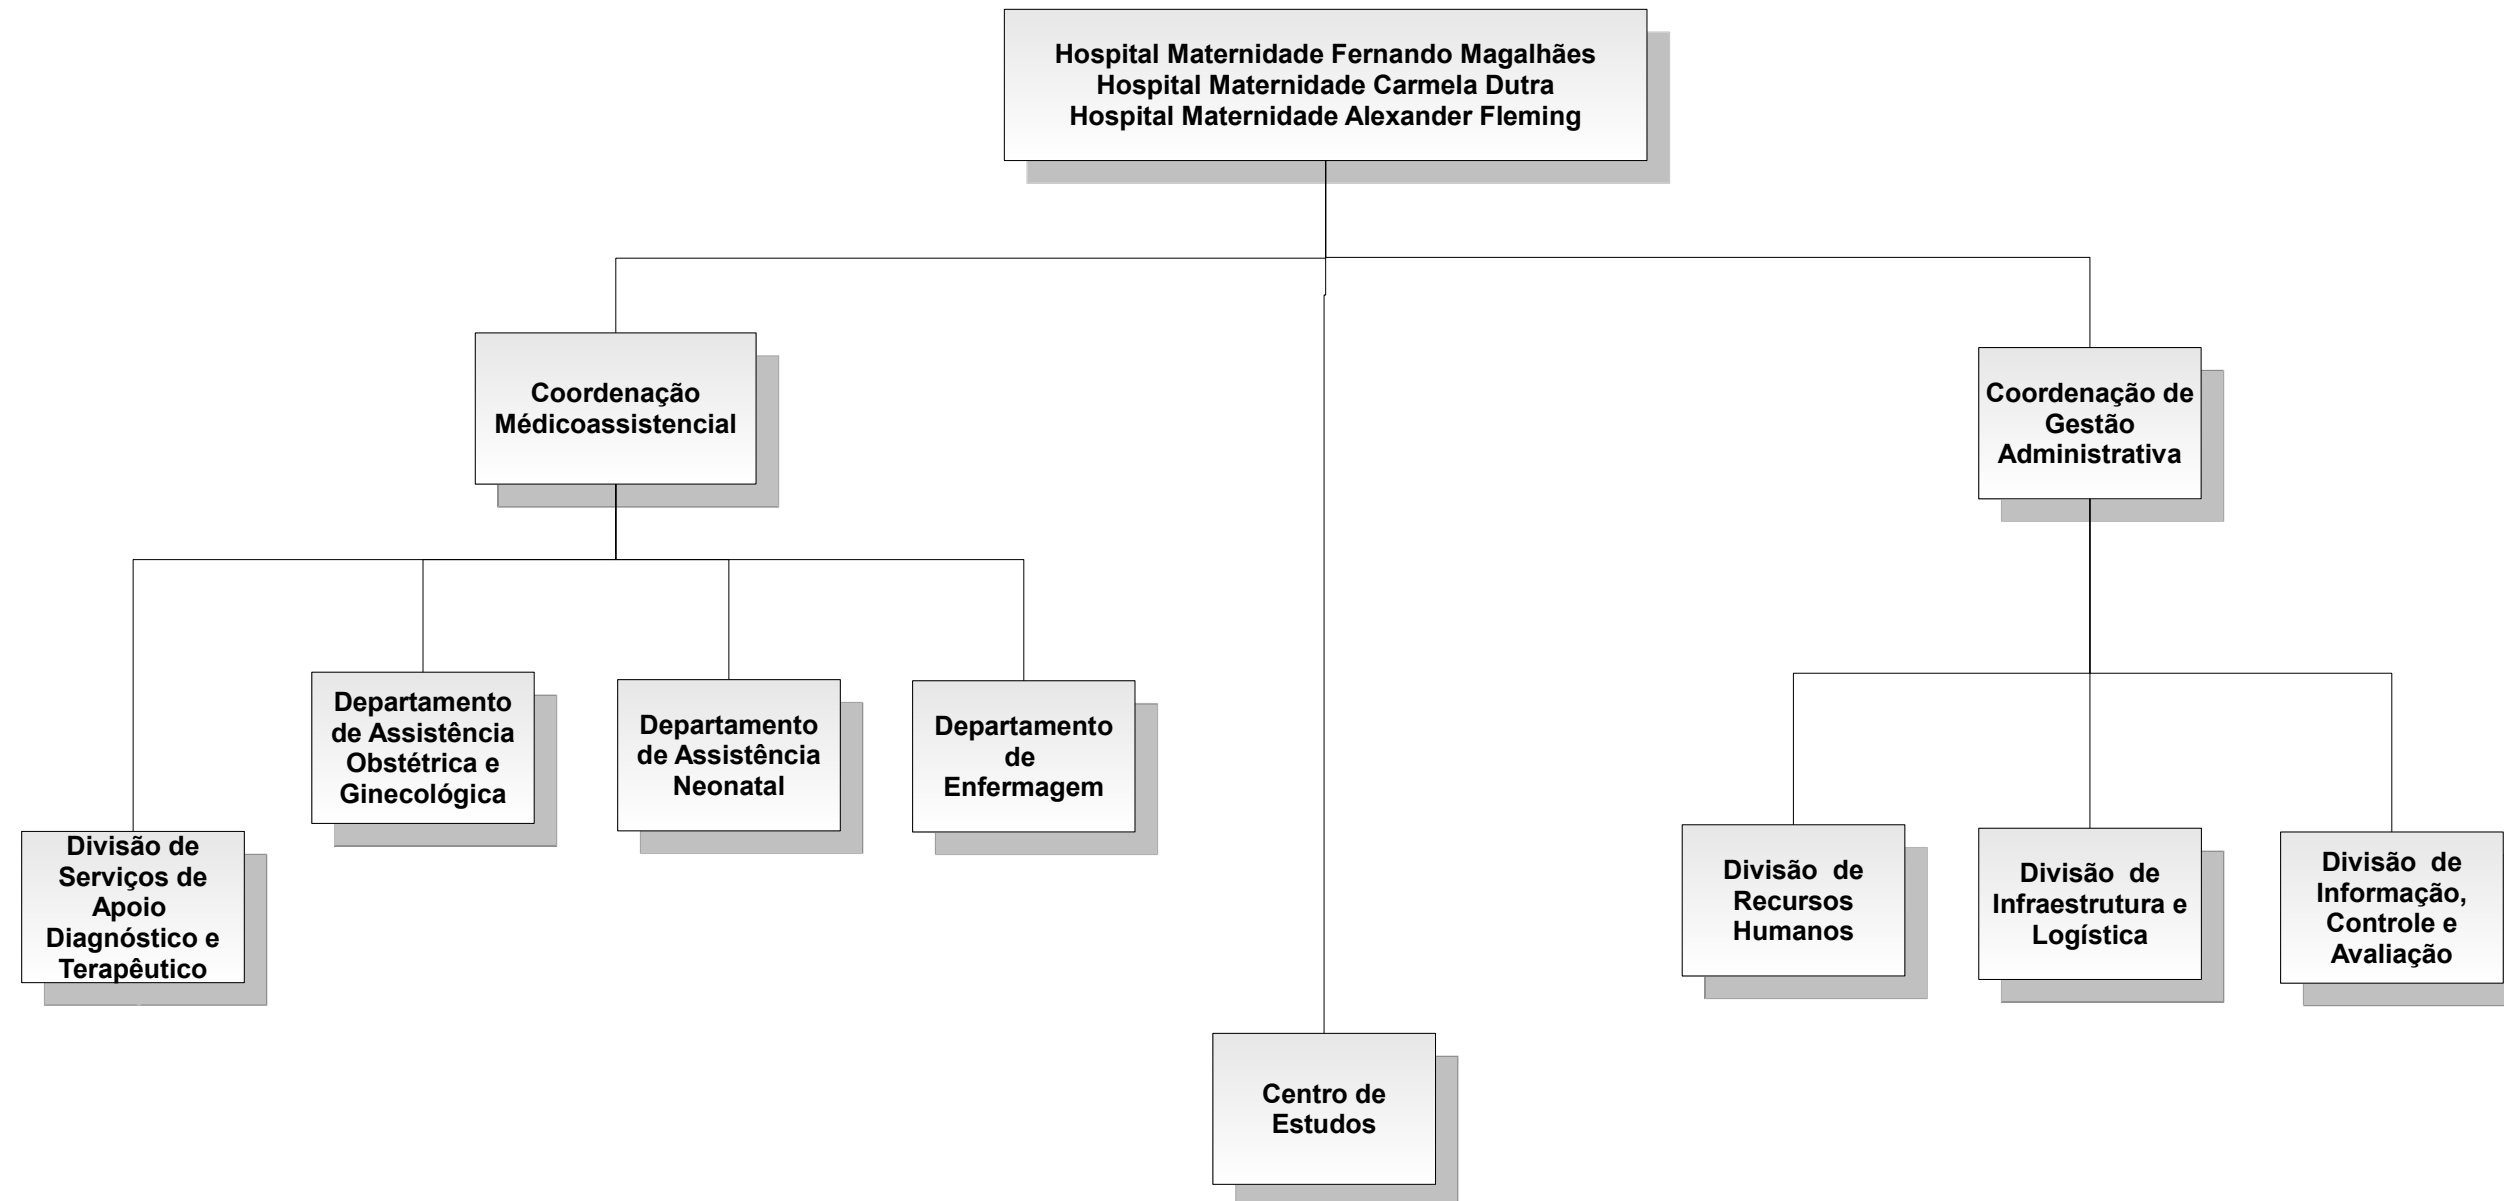 Hospital Maternidade Fernando Magalhães
Hospital Maternidade Carmela Dutra
Hospital Maternidade Alexander Fleming
Coordenação
Médicoassistencial
Coordenação de
Gestão
Administrativa
Departamento
de Assistência
Obstétrica e
Ginecológica
Departamento
de Assistência
Neonatal
Departamento
de
Enfermagem
Divisão de
Serviços de
Apoio
Diagnóstico e
Terapêutico
Divisão  de
Recursos
Humanos
Divisão  de
Infraestrutura e
Logística
Divisão  de
Informação,
Controle e
Avaliação
Centro de
Estudos